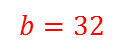 b = 32